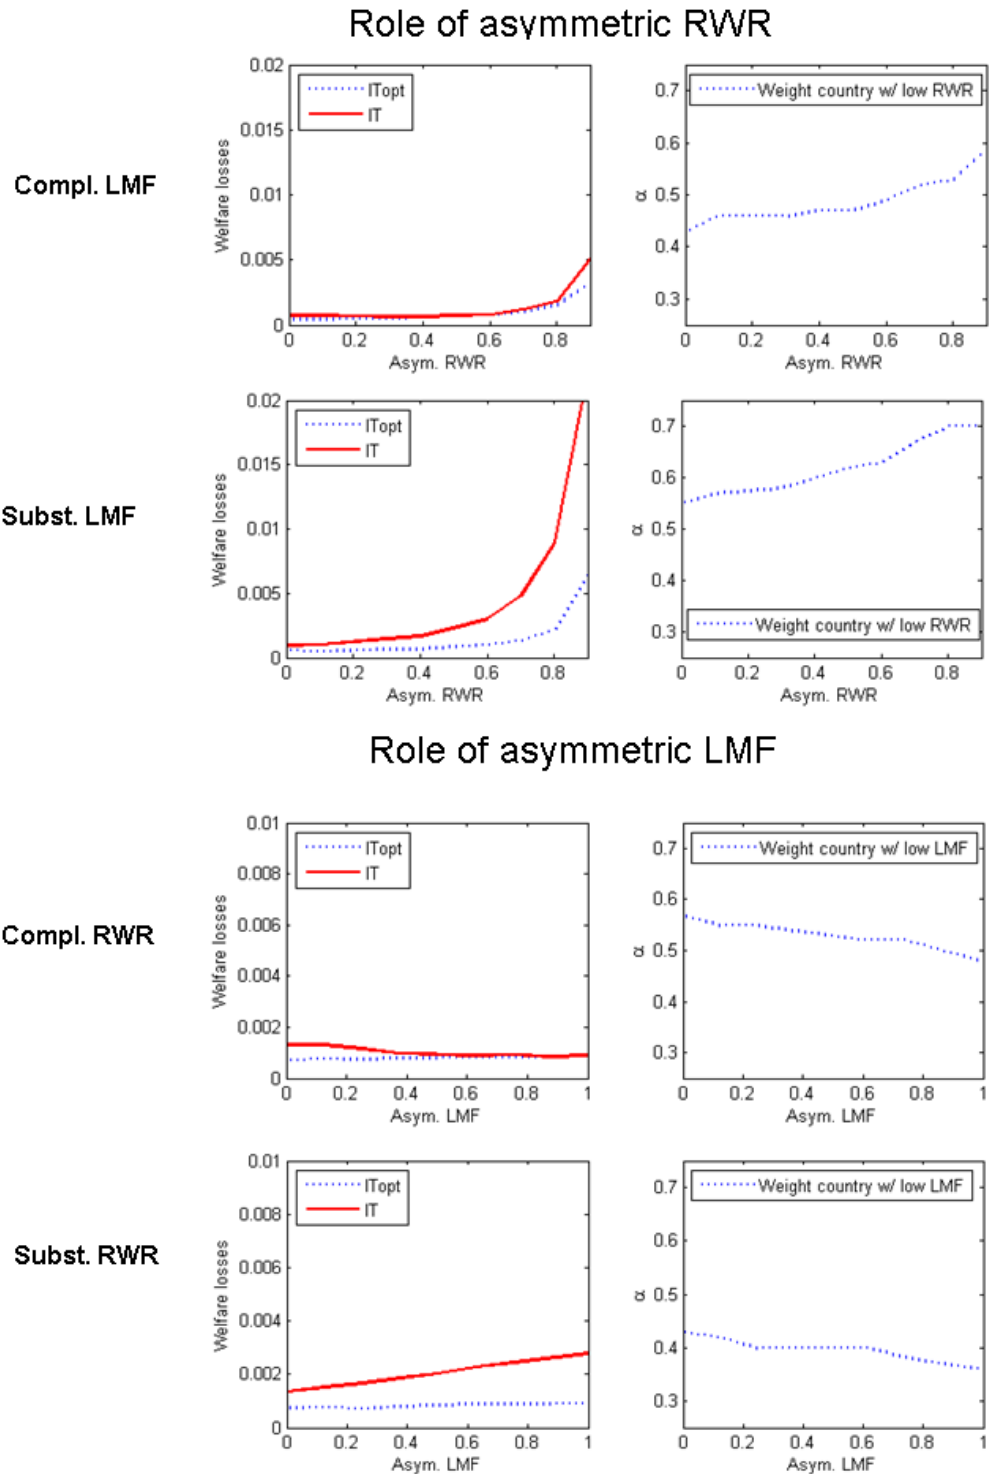 Role of asymmetric RWR
Compl. LMF
Welfare losses
0.02
0.015
0.01
0.005
0
ITopt
IT
0 0.2 0.4 0.6 0.8
Asym. RWR
α
0.7
0.6
0.5
0.4
0.3
Weight country w/ low RWR
0 0.2 0.4 0.6 0.8
Asym. RWR
Subst. LMF
Welfare losses
0.02
0.015
0.01
0.005
0
ITopt
IT
0 0.2 0.4 0.6 0.8
Asym. RWR
α
0.7
0.6
0.5
0.4
0.3
Weight country w/ low RWR
0 0.2 0.4 0.6 0.8
Asym. RWR
Role of asymmetric LMF
Compl. RWR
Welfare losses
0.01
0.008
0.006
0.004
0.002
0
ITopt
IT
0 0.2 0.4 0.6 0.8 1
Asym. LMF
α
0.7
0.6
0.5
0.4
0.3
Weight country w/ low LMF
0 0.2 0.4 0.6 0.8 1
Asym. LMF
Subst. RWR
Welfare losses
0.01
0.008
0.006
0.004
0.002
0
ITopt
IT
0 0.2 0.4 0.6 0.8 1
Asym. LMF
α
0.7
0.6
0.5
0.4
0.3
Weight country w/ low LMF
0 0.2 0.4 0.6 0.8 1
Asym. LMF